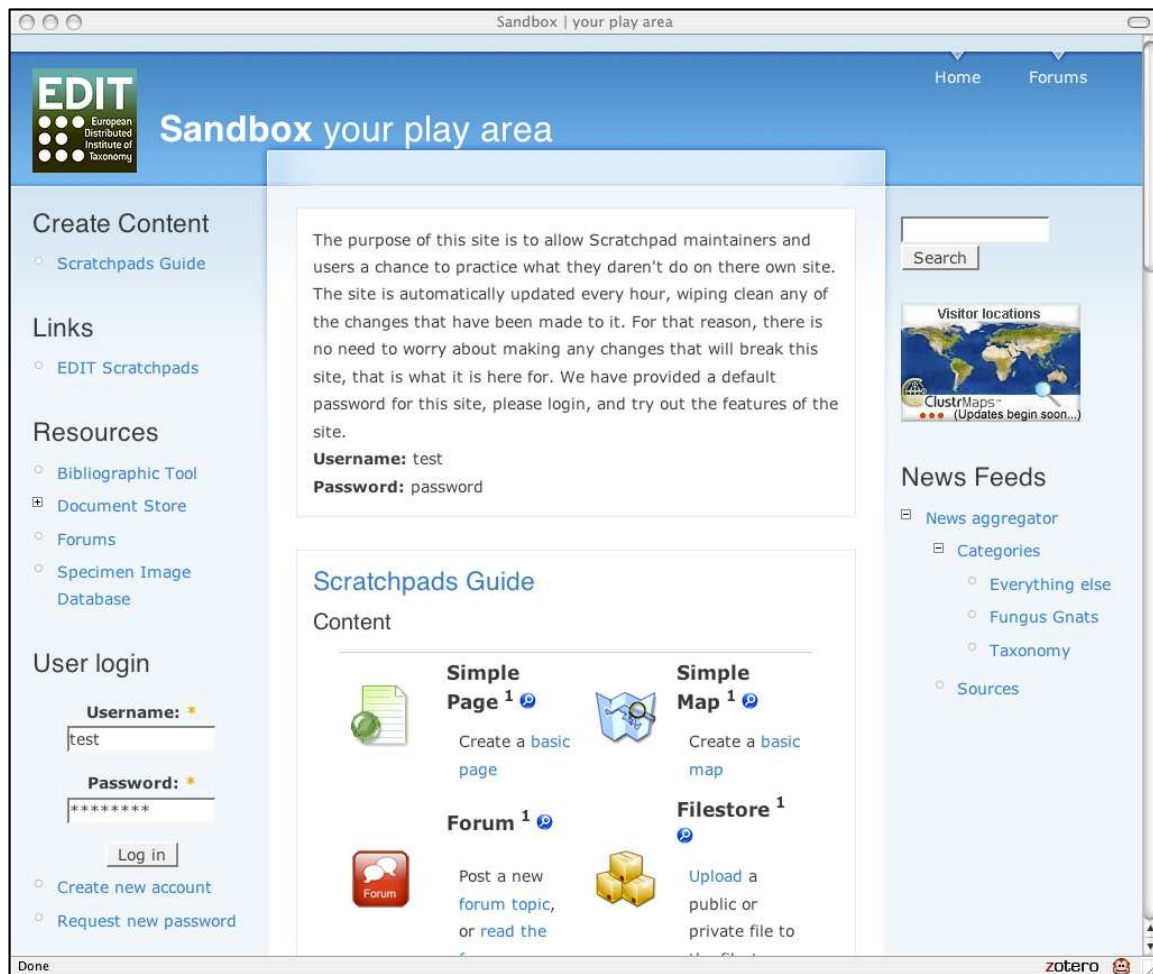 Sandbox | your play area
Home
Forums
EDIT
European
Distributed
Institute of
Taxonomy
Sandbox your play area
Create Content
Scratchpads Guide
Links
EDIT Scratchpads
Resources
Bibliographic Tool
Document Store
Forums
Specimen Image
Database
User login
Username: *
test
Password: *
********
Log in
Create new account
Request new password
The purpose of this site is to allow Scratchpad maintainers and
users a chance to practice what they daren't do on there own site.
The site is automatically updated every hour, wiping clean any of
the changes that have been made to it. For that reason, there is
no need to worry about making any changes that will break this
site, that is what it is here for. We have provided a default
password for this site, please login, and try out the features of the
site.
Username: test
Password: password
Scratchpads Guide
Content
Simple
Page 1
Create a basic
page
Simple
Map 1
Create a basic
map
Forum 1
Forum
Post a new
forum topic,
or read the
Filestore 1
Upload a
public or
private file to
Search
Visitor locations
ClustrMaps™
(Updates begin soon...)
News Feeds
News aggregator
Categories
Everything else
Fungus Gnats
Taxonomy
Sources
Done
zotero